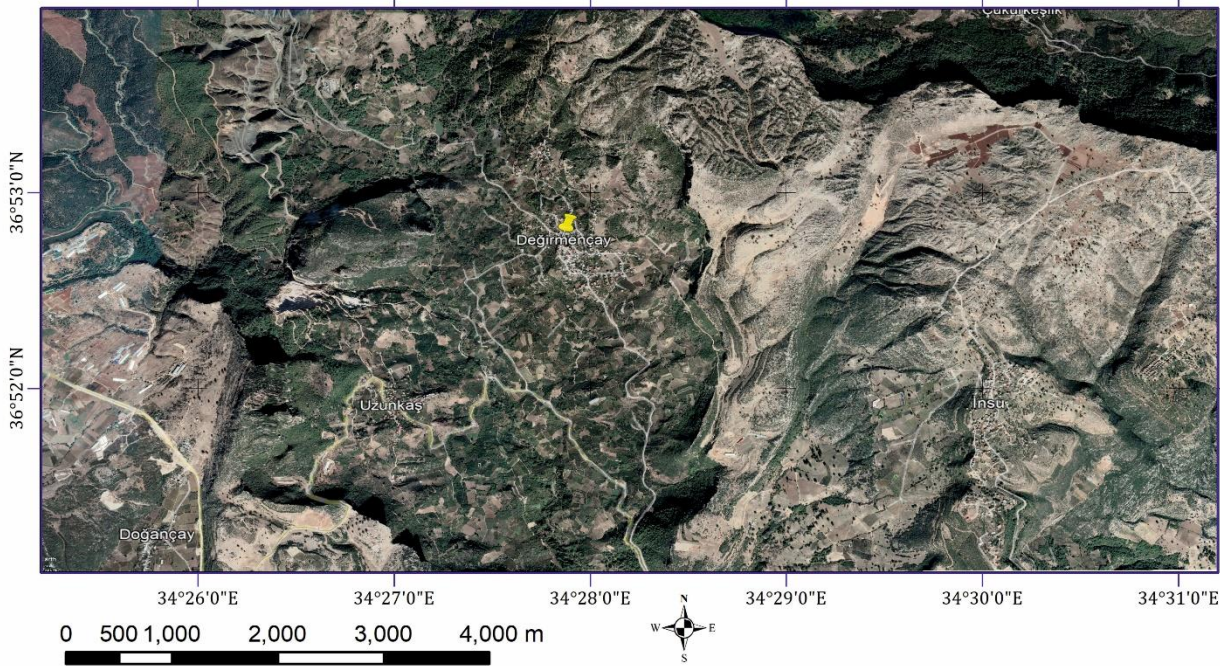 Çukurkeşlik
36°53'0"N
Değirmençay
36°52'0"N
Uzunkaş
İnsu
Doğançay
34°26'0"E 34°27'0"E 34°28'0"E 34°29'0"E 34°30'0"E 34°31'0"E
0 500 1,000 2,000 3,000 4,000 m
N
W E
S